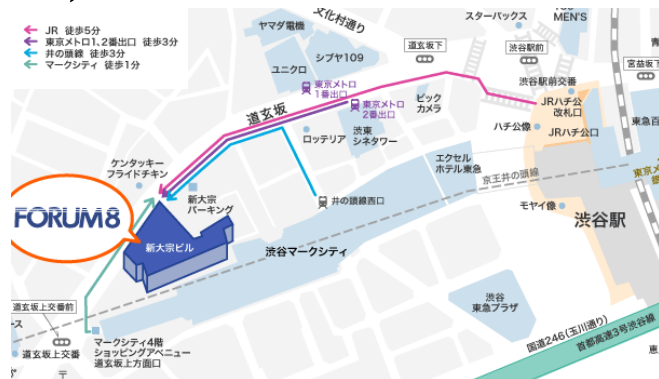 JR 徒歩5分
東京メトロ1、2番出口 徒歩3分
井の頭線 徒歩3分
マークシティ 徒歩1分
文化村通り
ヤマダ電機
シブヤ109
ユニクロ
スターバックス
MEN'S
道玄坂下
渋谷駅前
宮益坂下
東京メトロ
1番出口
東京メトロ
2番出口
道玄坂
ビック
カメラ
渋谷駅前交番
JRハチ公
改札口
ハチ公像
JRハチ公口
東急百
ロッテリア
渋東
シネタワー
ケンタッキー
フライドチキン
エクセル
ホテル東急
京王井の頭線
東京メ
新大宗
パーキング
井の頭線西口
モヤイ像
渋谷駅
FORUM8
新大宗ビル
渋谷マークシティ
道玄坂上交番前
ース
道玄坂上交番
マークシティ4階
ショッピングアベニュー
道玄坂上方面口
渋谷
東急プラザ
国道246(玉川通り)
首都高速3号渋谷線
恵